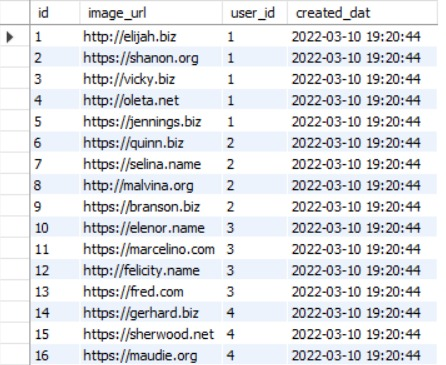 id image_url user_id created_dat
1 http://elijah.biz 1 2022-03-10 19:20:44
2 https://shanon.org 1 2022-03-10 19:20:44
3 http://vicky.biz 1 2022-03-10 19:20:44
4 http://oleta.net 1 2022-03-10 19:20:44
5 https://jennings.biz 1 2022-03-10 19:20:44
6 https://quinn.biz 2 2022-03-10 19:20:44
7 https://selina.name 2 2022-03-10 19:20:44
8 http://malvina.org 2 2022-03-10 19:20:44
9 https://branson.biz 2 2022-03-10 19:20:44
10 https://elenor.name 3 2022-03-10 19:20:44
11 https://marcelino.com 3 2022-03-10 19:20:44
12 http://felicity.name 3 2022-03-10 19:20:44
13 https://fred.com 3 2022-03-10 19:20:44
14 https://gerhard.biz 4 2022-03-10 19:20:44
15 https://sherwood.net 4 2022-03-10 19:20:44
16 https://maudie.org 4 2022-03-10 19:20:44